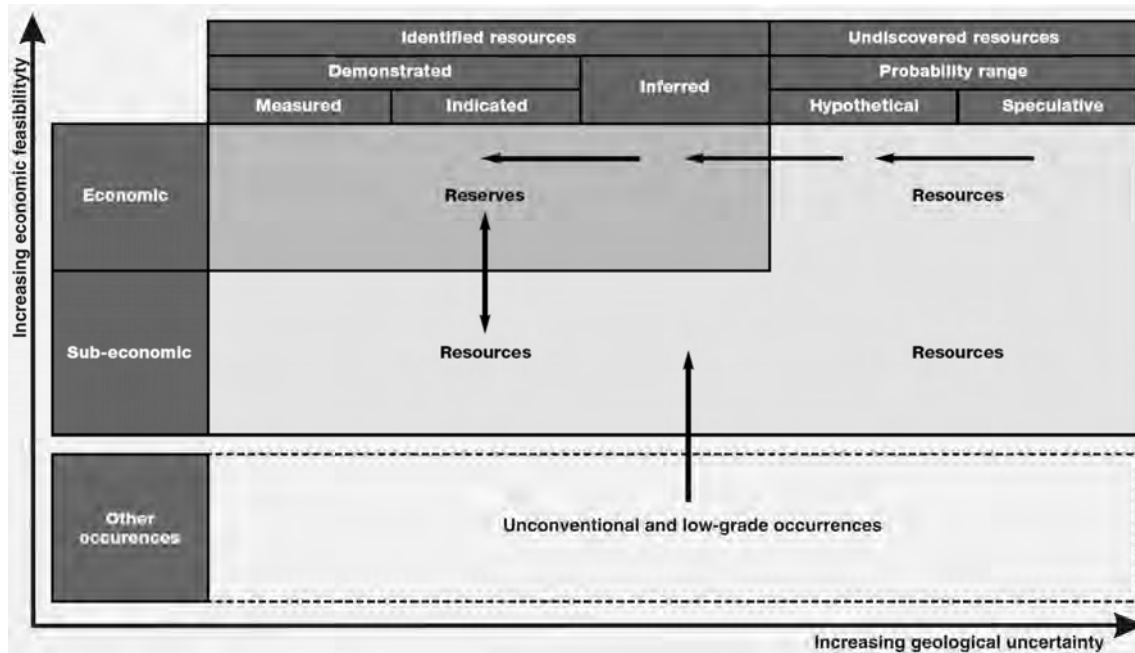 Increasing economic feasibilityty
Identified resources
Undiscovered resources
Demonstrated
Inferred
Probability range
Measured
Indicated
Hypothetical
Speculative
Economic
Reserves
Resources
Sub-economic
Resources
Resources
Other
occurences
Unconventional and low-grade occurrences
Increasing geological uncertainty